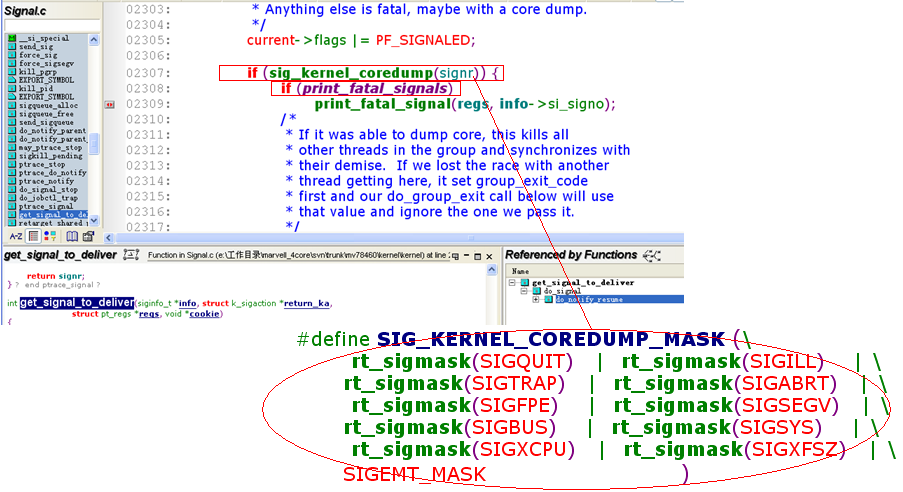 Signal.c
__si_special
send_sig
force_sig
force_sigsegv
kill_pgrp
EXPORT_SYMBOL
kill_pid
EXPORT_SYMBOL
sigqueue_alloc
sigqueue_free
send_sigqueue
do_notify_parent
do_notify_parent_
may_ptrace_stop
sigkill_pending
ptrace_stop
ptrace_do_notify
ptrace_notify
do_signal_stop
do_jobctl_trap
ptrace_signal
get_signal_to_del
retarget_shared
A-Z
02303: * Anything else is fatal, maybe with a core dump.
02304: */
02305: current->flags |= PF_SIGNALED;
02306:
02307: if (sig_kernel_coredump(signr)) {
02308: if (print_fatal_signals)
02309: print_fatal_signal(regs, info->si_signo);
02310: /*
02311: * If it was able to dump core, this kills all
02312: * other threads in the group and synchronizes with
02313: * their demise.  If we lost the race with another
02314: * thread getting here, it set group_exit_code
02315: * first and our do_group_exit call below will use
02316: * that value and ignore the one we pass it.
02317: */
get_signal_to_deliver Function in Signal.c (e:\工作目录\marvell_4core\svn\trunk\mv78460\kernel\kernel) at line 2
return signr;
} ? end ptrace_signal ?
int get_signal_to_deliver(siginfo_t *info, struct k_sigaction *return_ka,
struct pt_regs *regs, void *cookie)
{
Referenced by Functions
Name
get_signal_to_deliver
do_signal
do_notify_resume
#define SIG_KERNEL_COREDUMP_MASK (\
rt_sigmask(SIGQUIT) | rt_sigmask(SIGILL) | \
rt_sigmask(SIGTRAP) | rt_sigmask(SIGABRT) | \
rt_sigmask(SIGFPE) | rt_sigmask(SIGSEGV) | \
rt_sigmask(SIGBUS) | rt_sigmask(SIGSYS) | \
rt_sigmask(SIGXCPU) | rt_sigmask(SIGXFSZ) | \
SIGEMT_MASK )